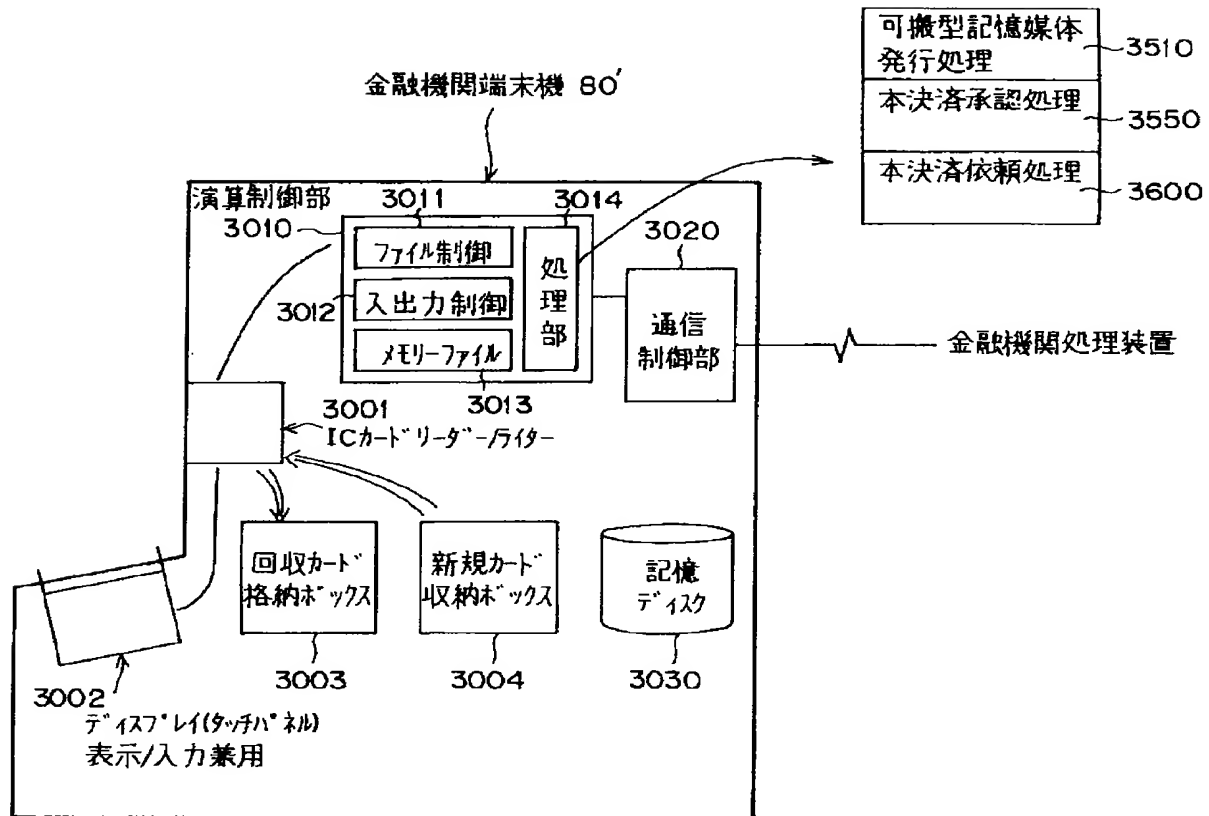 可搬型記憶媒体
発行処理
3510
本決済承認処理
3550
本決済依頼処理
3600
金融機関端末機 80'
演算制御部
3010
3011
ファイル制御
3012
入出力制御
メモリーファイル
3013
3014
処理部
3020
通信
制御部
金融機関処理装置
3001
ICカードリーダー/ライター
回収カード
格納ボックス
3003
新規カード
収納ボックス
3004
記憶
ディスク
3030
3002
ディスプレイ(タッチパネル)
表示/入力兼用